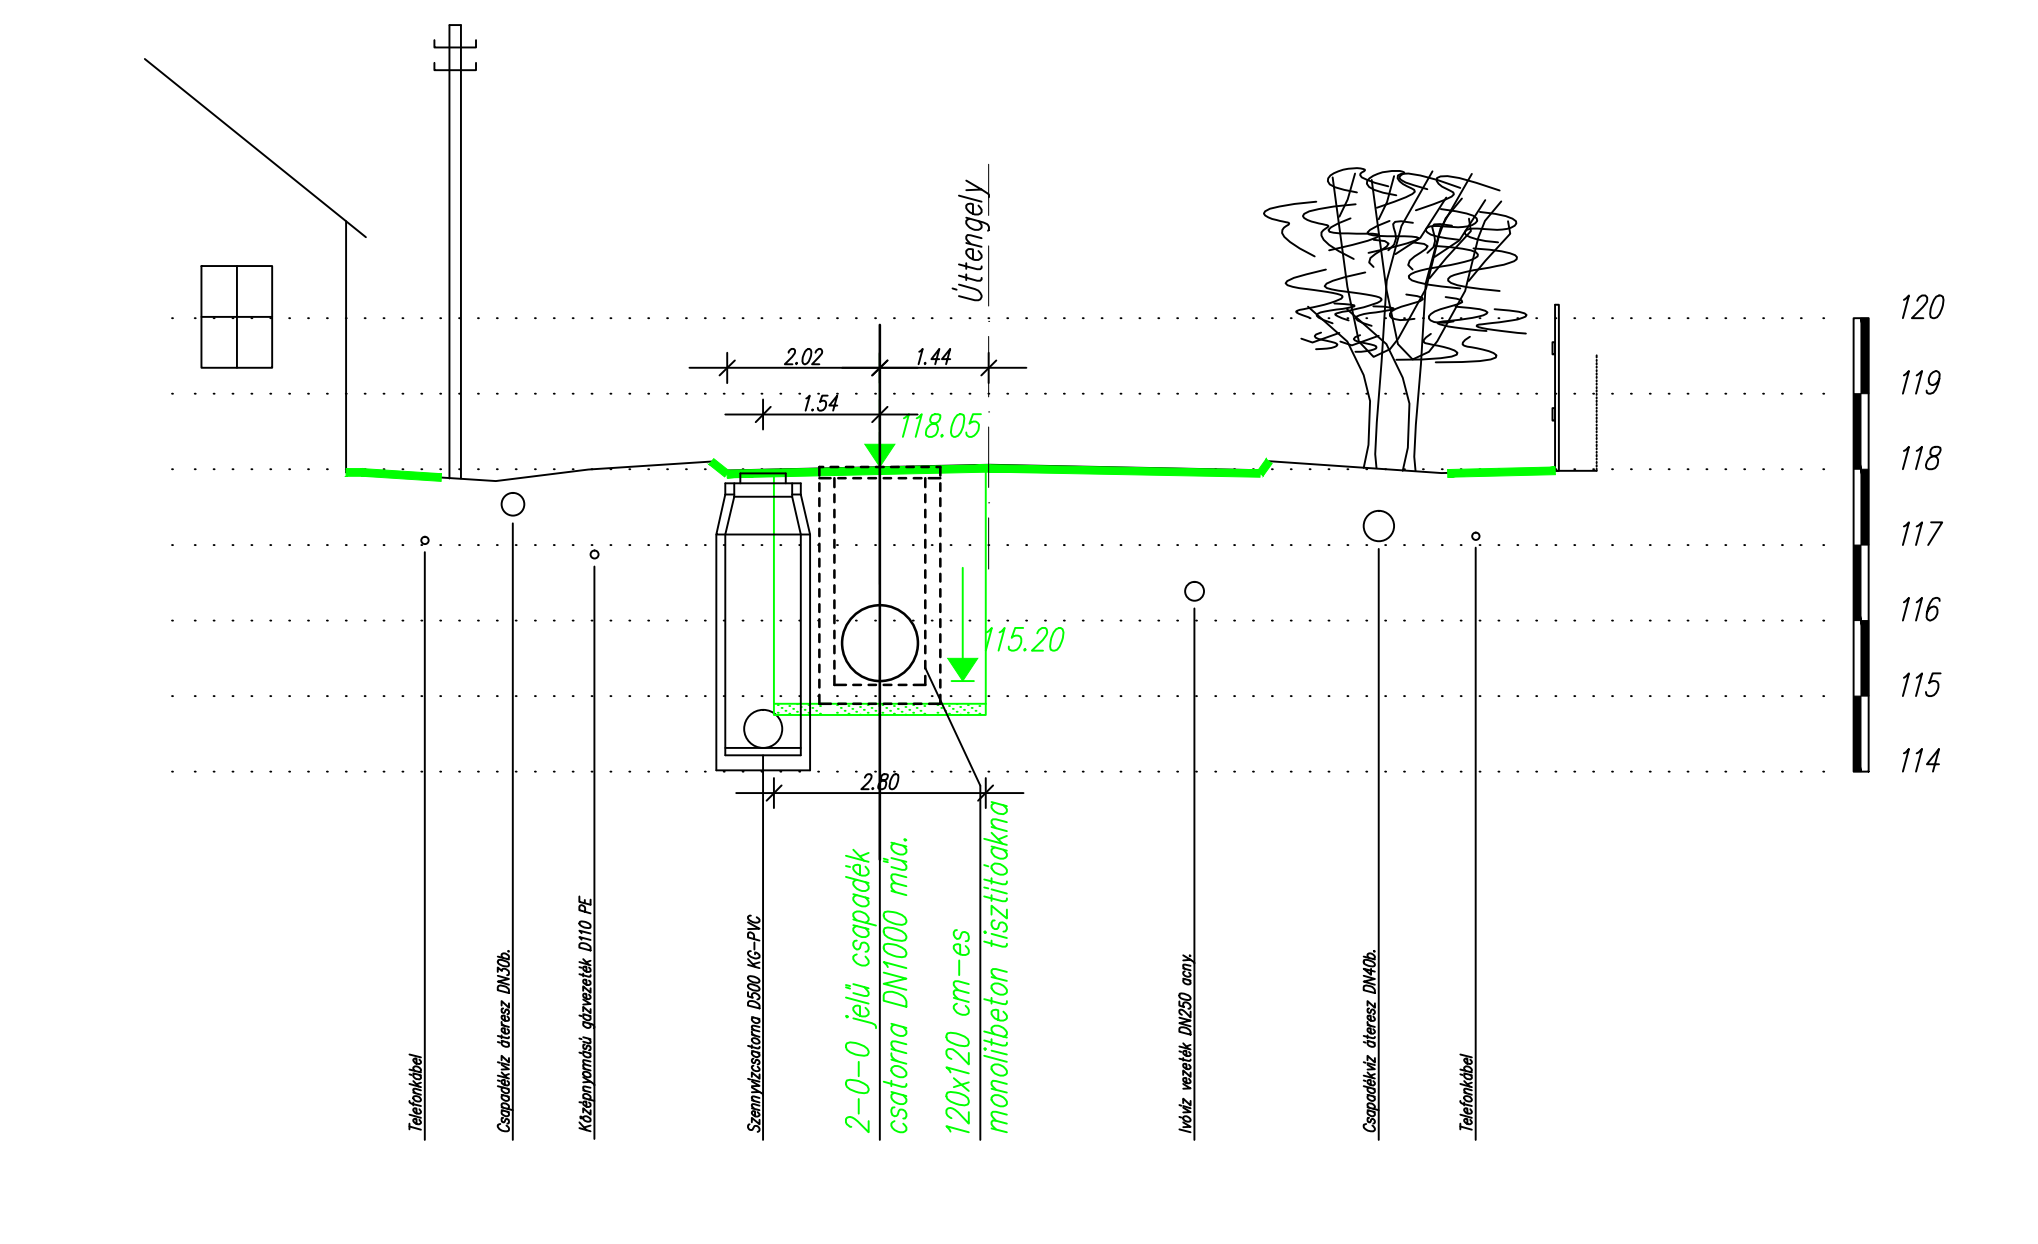 Úttengely
120
2.02
1.44
119
1.54
118.05
118
117
116
115.20
115
114
2.80
Telefonkábel
Csapadékvíz áteresz DN30b.
Középnyomású gázvezeték D110 PE
Szennyvízcsatorna D500 KG-PVC
2-0-0 jelű csapadék
csatorna DN1000 műa.
120x120 cm-es
monolitbeton tisztítóakna
Ivóvíz vezeték DN250 acny.
Csapadékvíz áteresz DN40b.
Telefonkábel